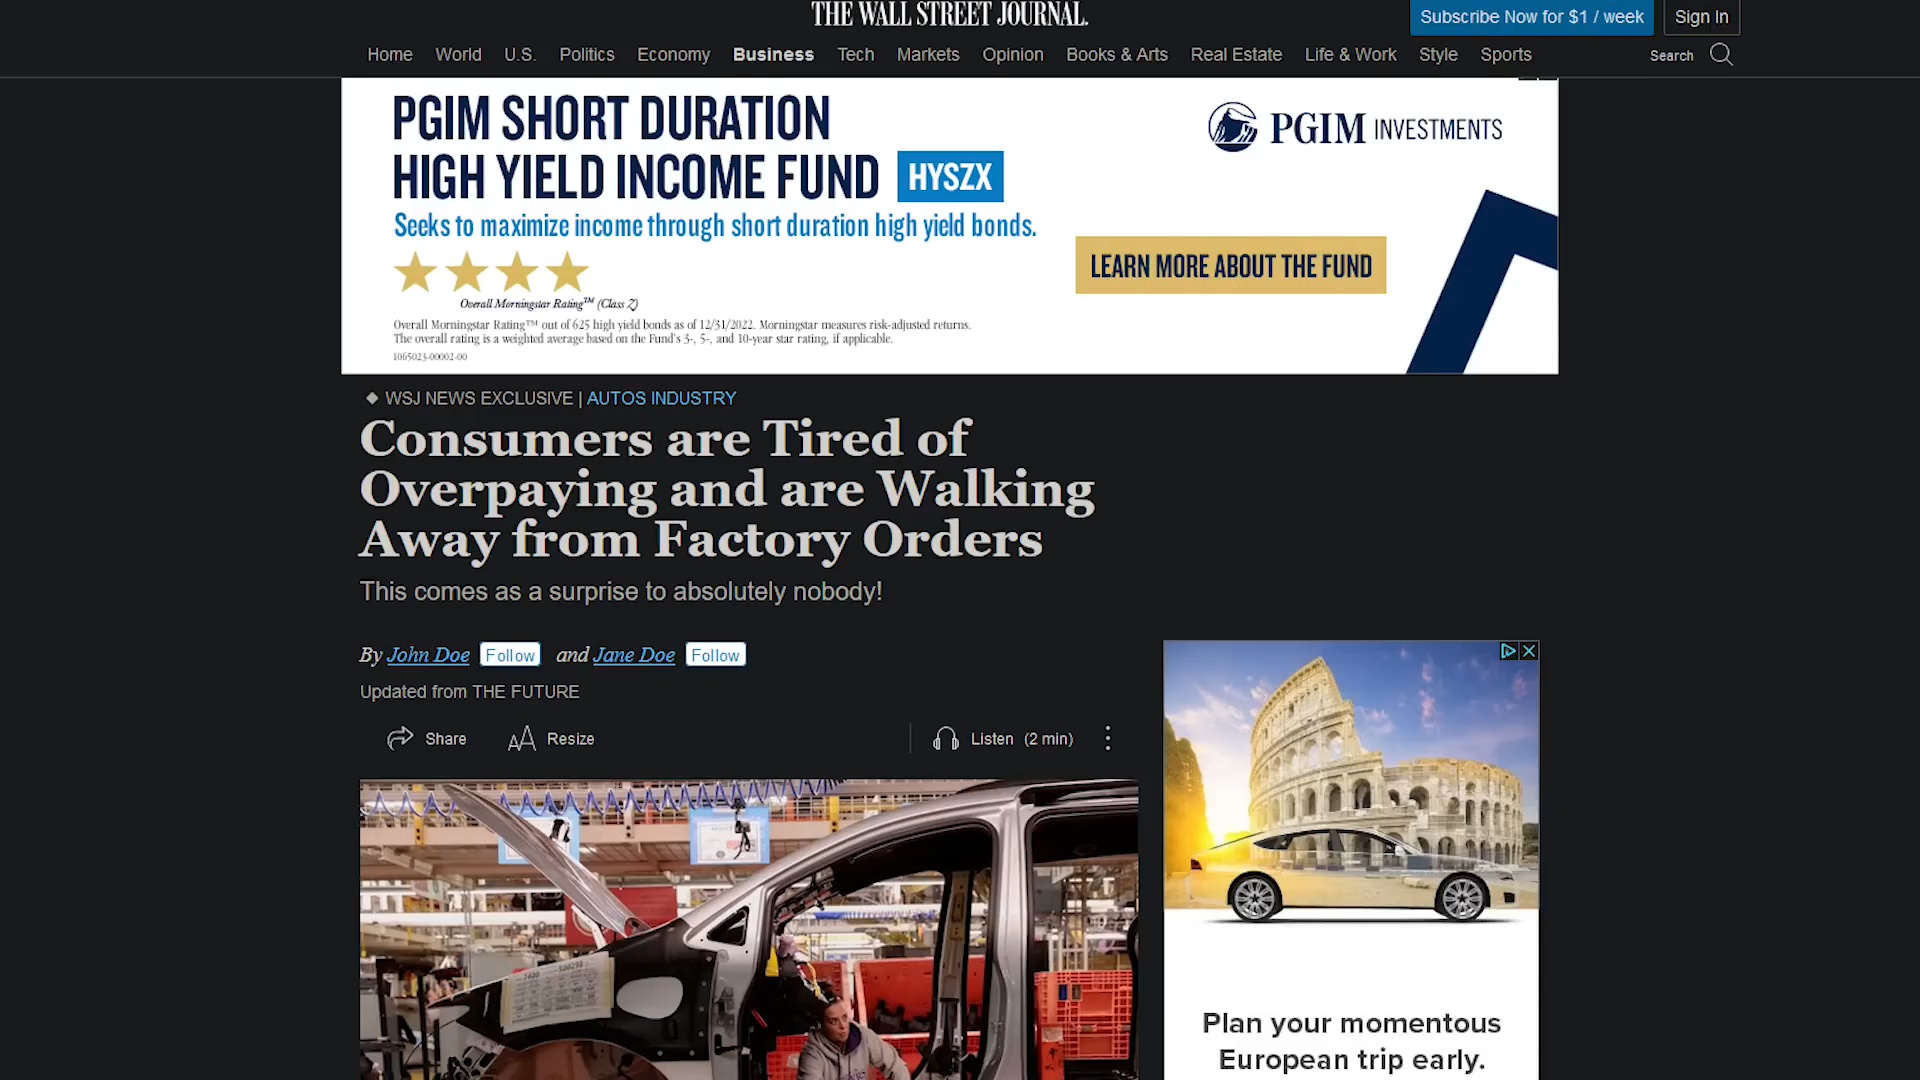 THE WALL STREET JOURNAL.
Subscribe Now for $1 / week
Sign In
Home World U.S. Politics Economy Business Tech Markets Opinion Books & Arts Real Estate Life & Work Style Sports
Search
PGIM SHORT DURATION
HIGH YIELD INCOME FUND HYSZX
Seeks to maximize income through short duration high yield bonds.
Overall Morningstar Rating™ (Class Z)
Overall Morningstar Rating™ out of 625 high yield bonds as of 12/31/2022. Morningstar measures risk-adjusted returns.
The overall rating is a weighted average based on the Fund's 3-, 5-, and 10-year star rating, if applicable.
1065023-00002-00
PGIM INVESTMENTS
LEARN MORE ABOUT THE FUND
WSJ NEWS EXCLUSIVE | AUTOS INDUSTRY
Consumers are Tired of
Overpaying and are Walking
Away from Factory Orders
This comes as a surprise to absolutely nobody!
By John Doe Follow and Jane Doe Follow
Updated from THE FUTURE
Share
Resize
Listen (2 min)
Plan your momentous
European trip early.